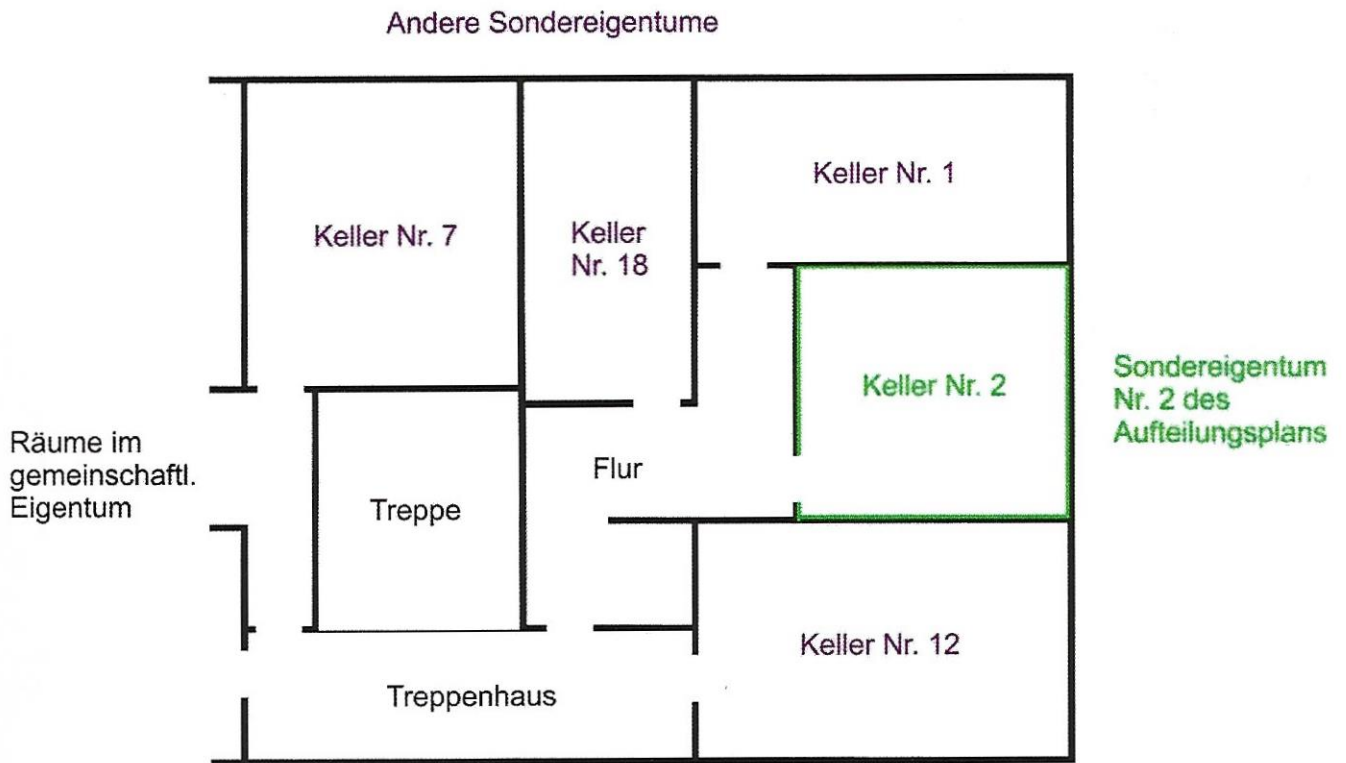 Andere Sondereigentume
Keller Nr. 1
Keller Nr. 7
Keller
Nr. 18
Keller Nr. 2
Sondereigentum
Nr. 2 des
Aufteilungsplans
Räume im
gemeinschaftl.
Eigentum
Flur
Treppe
Keller Nr. 12
Treppenhaus